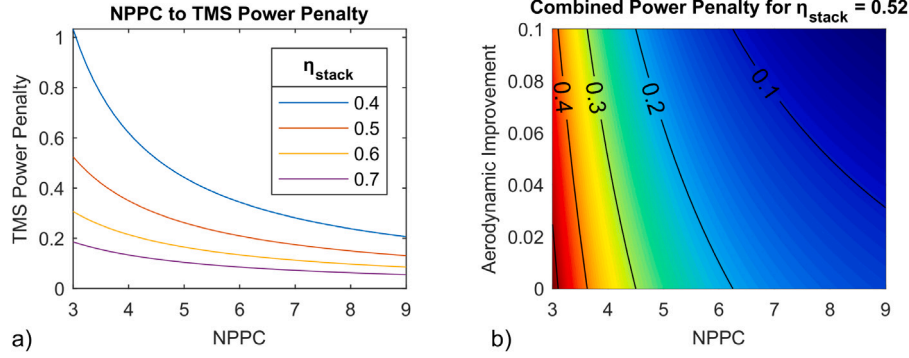 NPPC to TMS Power Penalty
TMS Power Penalty
1
0.8
0.6
0.4
0.2
0
η_stack
0.4
0.5
0.6
0.7
3 4 5 6 7 8 9
NPPC
a)
Combined Power Penalty for η_stack = 0.52
Aerodynamic Improvement
0.1
0.08
0.06
0.04
0.02
0
0.4
0.3
0.2
0.1
3 4 5 6 7 8 9
NPPC
b)